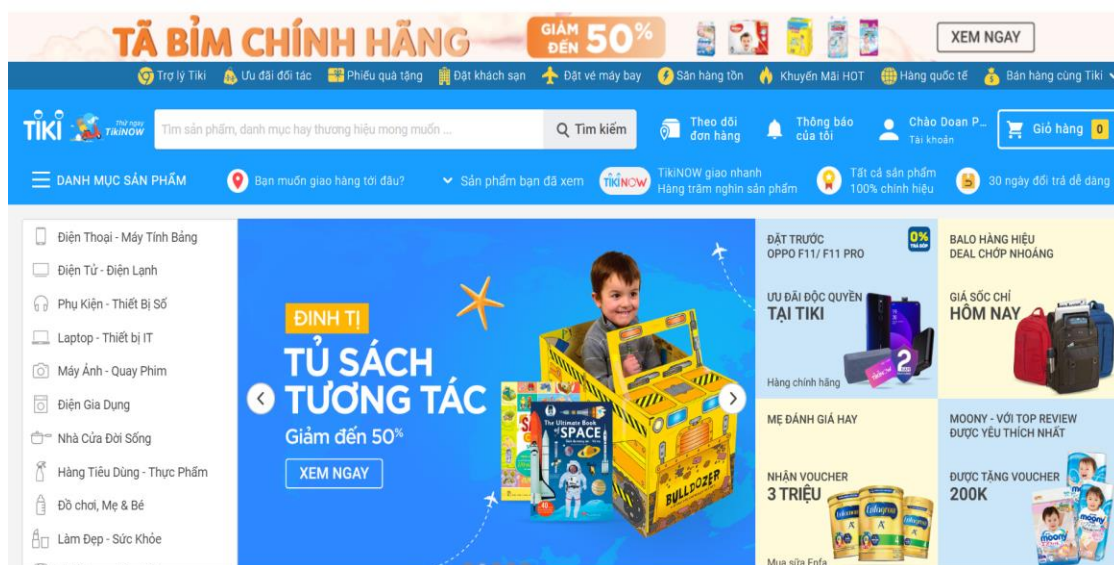 TÃ BỈM CHÍNH HÃNG
GIẢM ĐẾN 50%
XEM NGAY
Trợ lý Tiki
Ưu đãi đối tác
Phiếu quà tặng
Đặt khách sạn
Đặt vé máy bay
Săn hàng tồn
Khuyến Mãi HOT
Hàng quốc tế
Bán hàng cùng Tiki
TIKI
Thử ngay
TikiNOW
Tìm sản phẩm, danh mục hay thương hiệu mong muốn ...
Tìm kiếm
Theo dõi
đơn hàng
Thông báo
của tôi
Chào Doan P...
Tài khoản
Giỏ hàng 0
DANH MỤC SẢN PHẨM
Bạn muốn giao hàng tới đâu?
Sản phẩm bạn đã xem
TIKINOW
TikiNOW giao nhanh
Hàng trăm nghìn sản phẩm
Tất cả sản phẩm
100% chính hiệu
30 ngày đổi trả dễ dàng
Điện Thoại - Máy Tính Bảng
Điện Tử - Điện Lạnh
Phụ Kiện - Thiết Bị Số
Laptop - Thiết bị IT
Máy Ảnh - Quay Phim
Điện Gia Dụng
Nhà Cửa Đời Sống
Hàng Tiêu Dùng - Thực Phẩm
Đồ chơi, Mẹ & Bé
Làm Đẹp - Sức Khỏe
ĐINH TỊ
TỦ SÁCH
TƯƠNG TÁC
Giảm đến 50%
XEM NGAY
The Ultimate Book
of SPACE
BULLDOZER
ĐẶT TRƯỚC
OPPO F11/ F11 PRO
0%
TRẢ GÓP
ƯU ĐÃI ĐỘC QUYỀN
TẠI TIKI
2
Hàng chính hãng
BALO HÀNG HIỆU
DEAL CHỚP NHOÁNG
GIÁ SỐC CHỈ
HÔM NAY
MẸ ĐÁNH GIÁ HAY
NHẬN VOUCHER
3 TRIỆU
Enfagrow
A+
Mua sữa Enfa
MOONY - VỚI TOP REVIEW
ĐƯỢC YÊU THÍCH NHẤT
ĐƯỢC TẶNG VOUCHER
200K
moony
moony